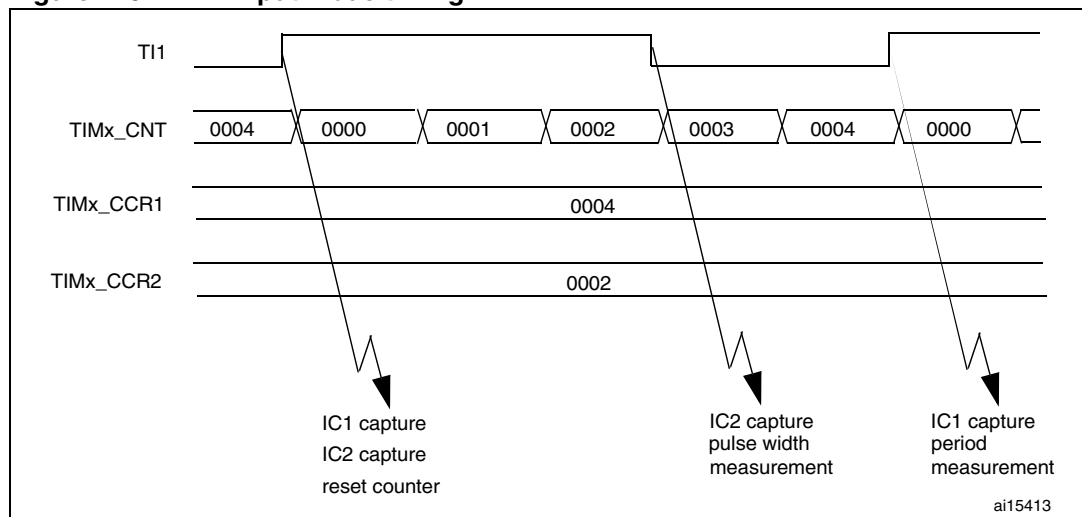 TI1
TIMx_CNT 0004 0000 0001 0002 0003 0004 0000
TIMx_CCR1 0004
TIMx_CCR2 0002
IC1 capture
IC2 capture
reset counter
IC2 capture
pulse width
measurement
IC1 capture
period
measurement
ai15413